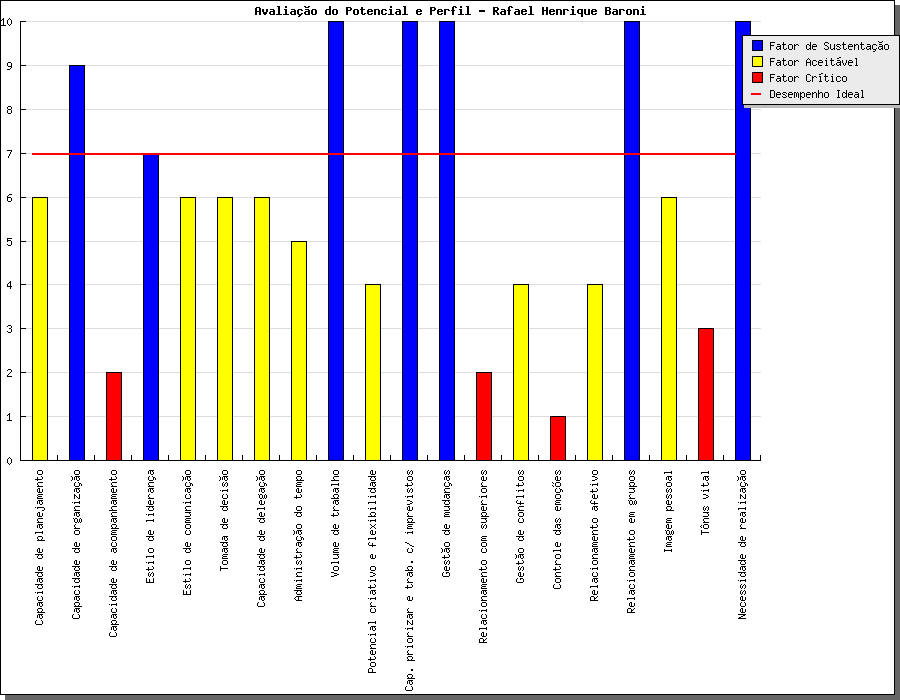 Avaliação do Potencial e Perfil - Rafael Henrique Baroni
10
9
8
7
6
5
4
3
2
1
0
Fator de Sustentação
Fator Aceitável
Fator Crítico
Desempenho Ideal
Capacidade de planejamento
Capacidade de organização
Capacidade de acompanhamento
Estilo de liderança
Estilo de comunicação
Tomada de decisão
Capacidade de delegação
Administração do tempo
Volume de trabalho
Potencial criativo e flexibilidade
Cap. priorizar e trab. c/ imprevistos
Gestão de mudanças
Relacionamento com superiores
Gestão de conflitos
Controle das emoções
Relacionamento afetivo
Relacionamento em grupos
Imagem pessoal
Tônus vital
Necessidade de realização